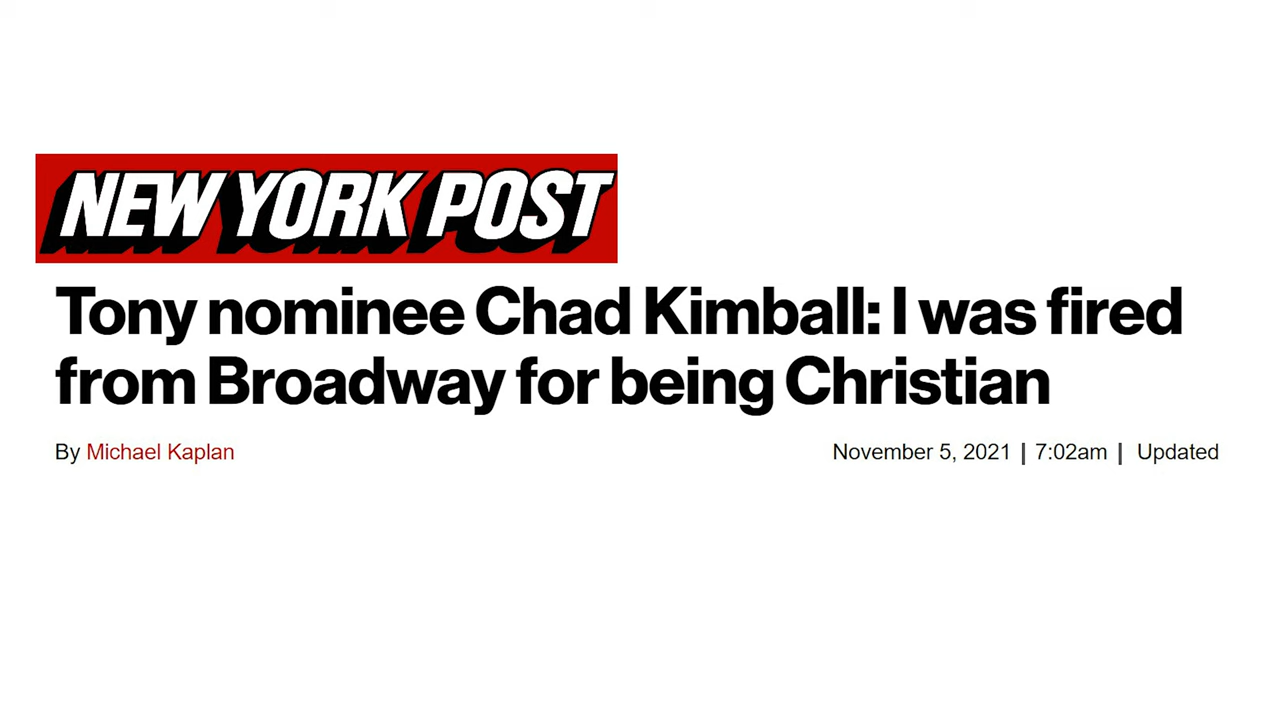 NEW YORK POST
Tony nominee Chad Kimball: I was fired
from Broadway for being Christian
By Michael Kaplan November 5, 2021 | 7:02am | Updated